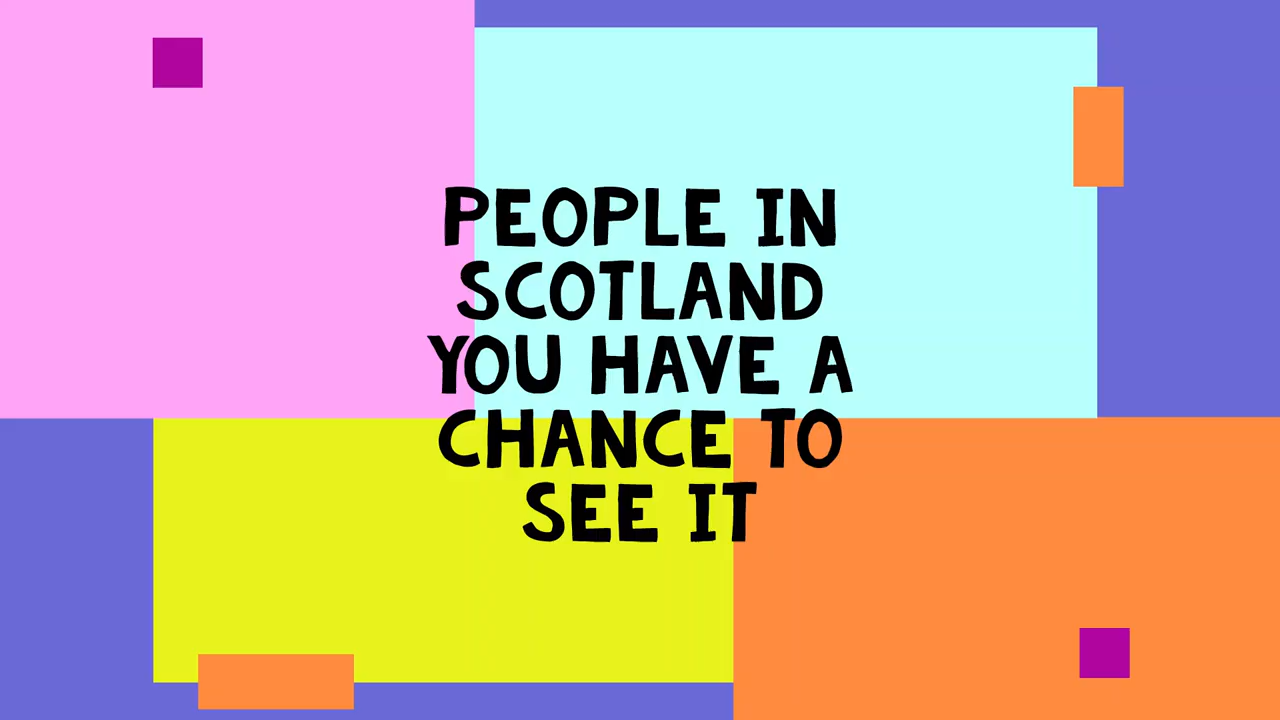 PEOPLE IN
SCOTLAND
YOU HAVE A
CHANCE TO
SEE IT